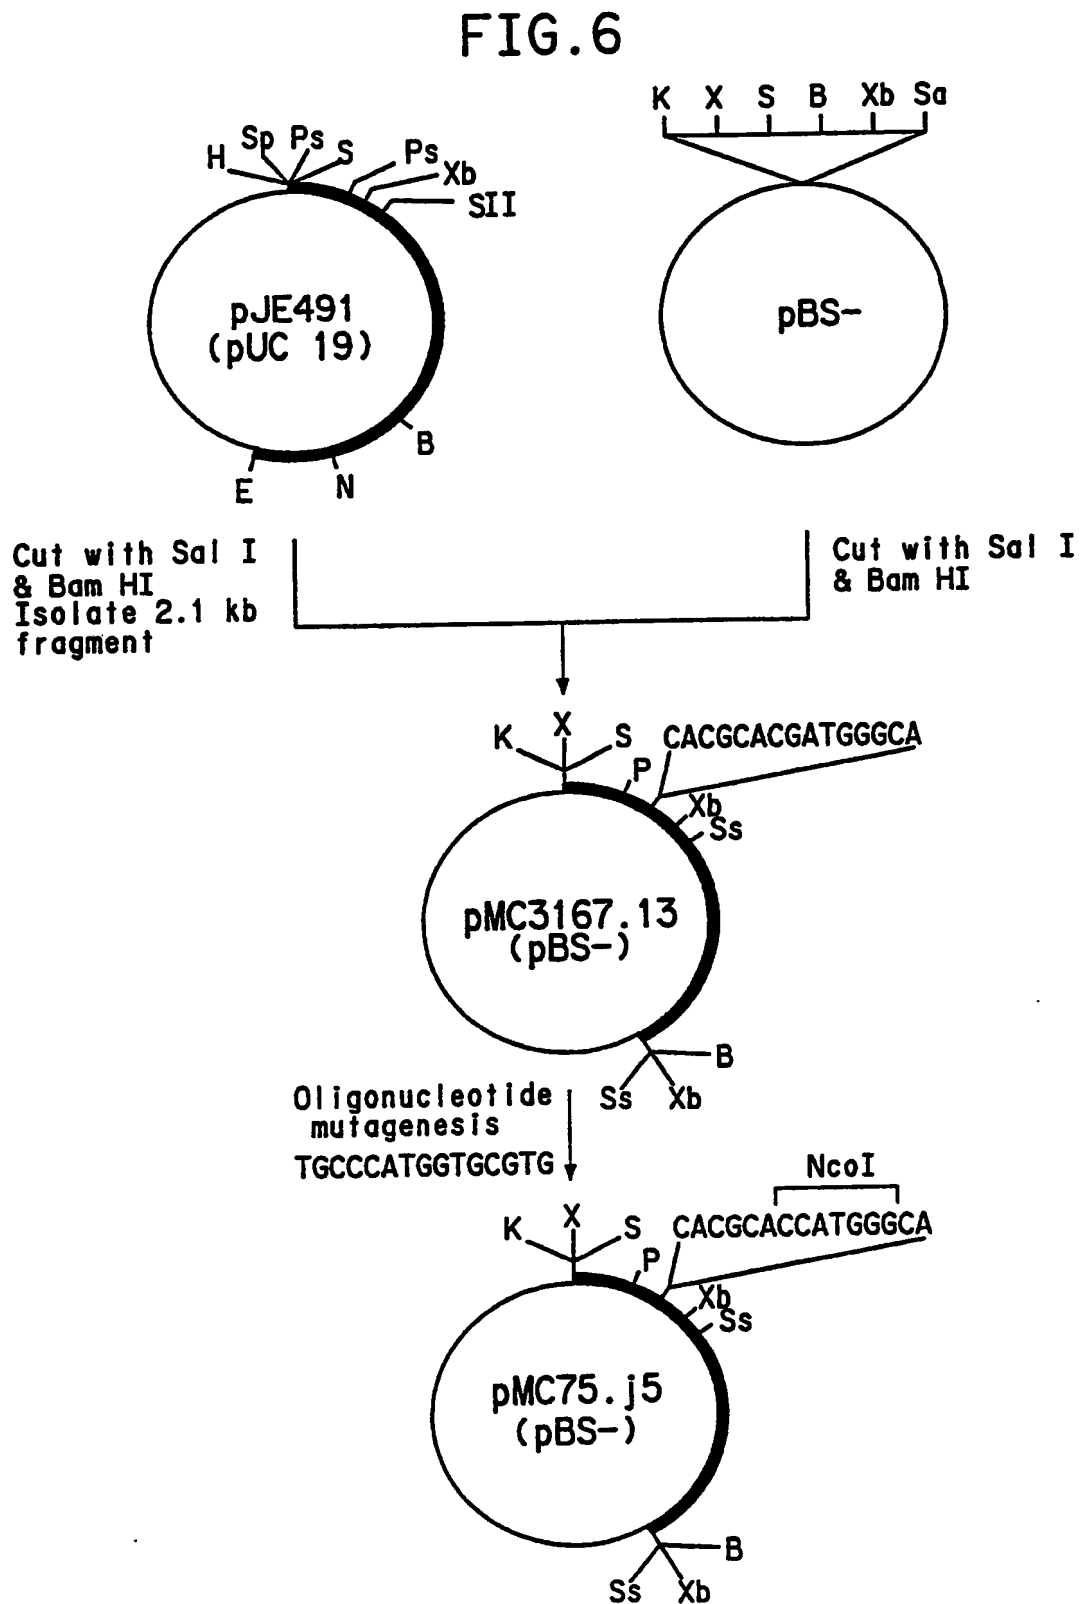 FIG.6
K X S B Xb Sa
H Sp Ps S Ps Xb SII
pJE491
(pUC 19)
pBS-
B
E N
Cut with Sal I
& Bam HI
Isolate 2.1 kb
fragment
Cut with Sal I
& Bam HI
K X S CACGCACGATGGGCA
P
Xb
Ss
pMC3167.13
(pBS-)
B
Ss Xb
Oligonucleotide
mutagenesis
TGCCCATGGTGCGTG
NcoI
K X S CACGCACCATGGGCA
P
Xb
Ss
pMC75.j5
(pBS-)
B
Ss Xb